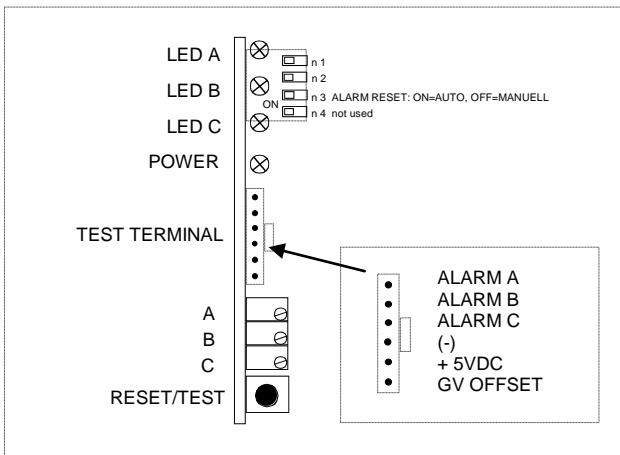 LED A
n 1
n 2
LED B
ON
n 3 ALARM RESET: ON=AUTO, OFF=MANUELL
n 4 not used
LED C
POWER
TEST TERMINAL
A
B
C
RESET/TEST
ALARM A
ALARM B
ALARM C
(-)
+ 5VDC
GV OFFSET